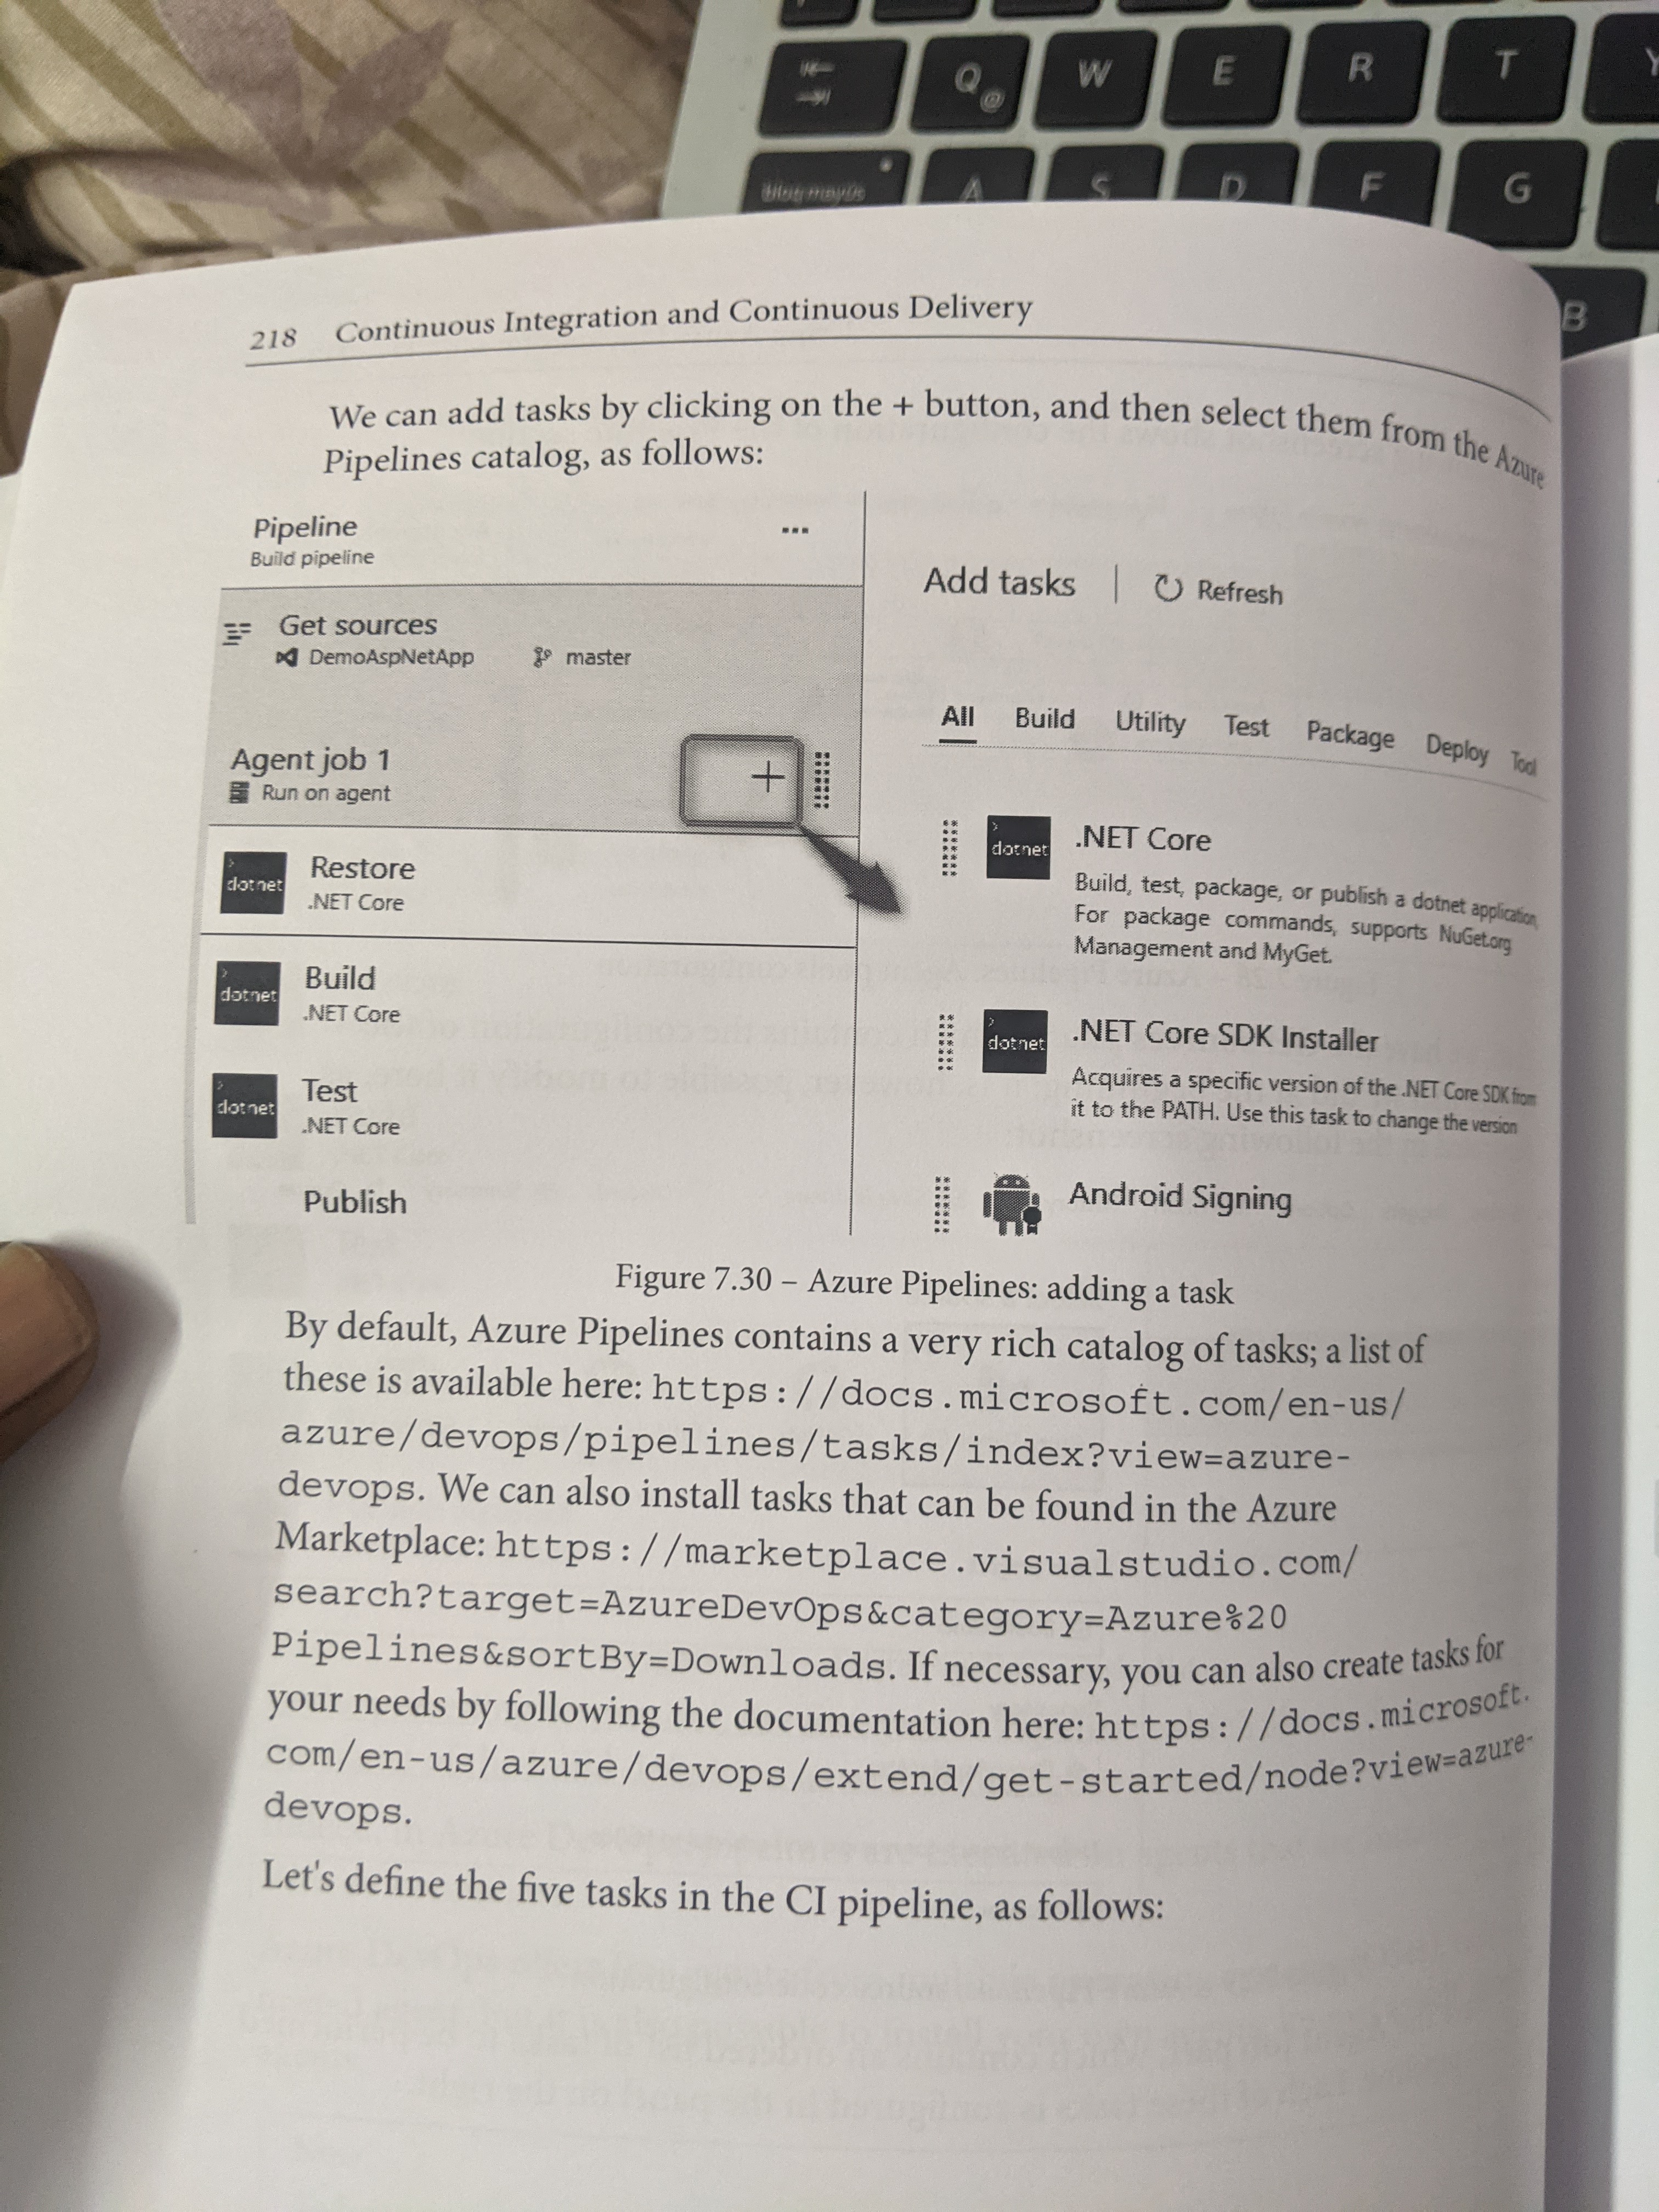 Q @ W E R T Y
Bloq mayús A S D F G
B
218 Continuous Integration and Continuous Delivery
We can add tasks by clicking on the + button, and then select them from the Azure
Pipelines catalog, as follows:
Pipeline
Build pipeline
...
Get sources
DemoAspNetApp master
Agent job 1
Run on agent
+
dotnet Restore
.NET Core
dotnet Build
.NET Core
dotnet Test
.NET Core
Publish
Add tasks | Refresh
All Build Utility Test Package Deploy Tool
dotnet .NET Core
Build, test, package, or publish a dotnet application,
For package commands, supports NuGet.org
Management and MyGet.
dotnet .NET Core SDK Installer
Acquires a specific version of the .NET Core SDK from
it to the PATH. Use this task to change the version
Android Signing
Figure 7.30 – Azure Pipelines: adding a task
By default, Azure Pipelines contains a very rich catalog of tasks; a list of
these is available here: https://docs.microsoft.com/en-us/
azure/devops/pipelines/tasks/index?view=azure-
devops. We can also install tasks that can be found in the Azure
Marketplace: https://marketplace.visualstudio.com/
search?target=AzureDevOps&category=Azure%20
Pipelines&sortBy=Downloads. If necessary, you can also create tasks for
your needs by following the documentation here: https://docs.microsoft.
com/en-us/azure/devops/extend/get-started/node?view=azure-
devops.
Let's define the five tasks in the CI pipeline, as follows: